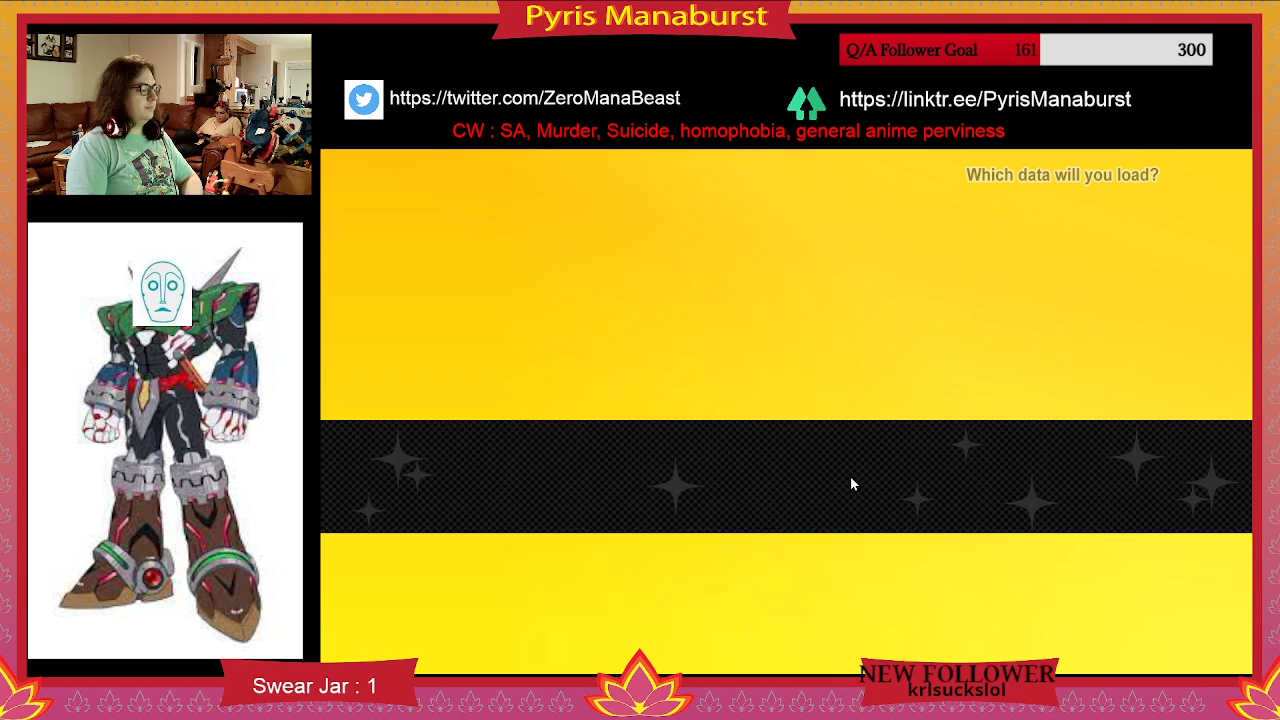 Pyris Manaburst
Q/A Follower Goal 161 300
https://twitter.com/ZeroManaBeast
https://linktr.ee/PyrisManaburst
CW : SA, Murder, Suicide, homophobia, general anime perviness
Which data will you load?
Swear Jar : 1
NEW FOLLOWER
krlsuckslol